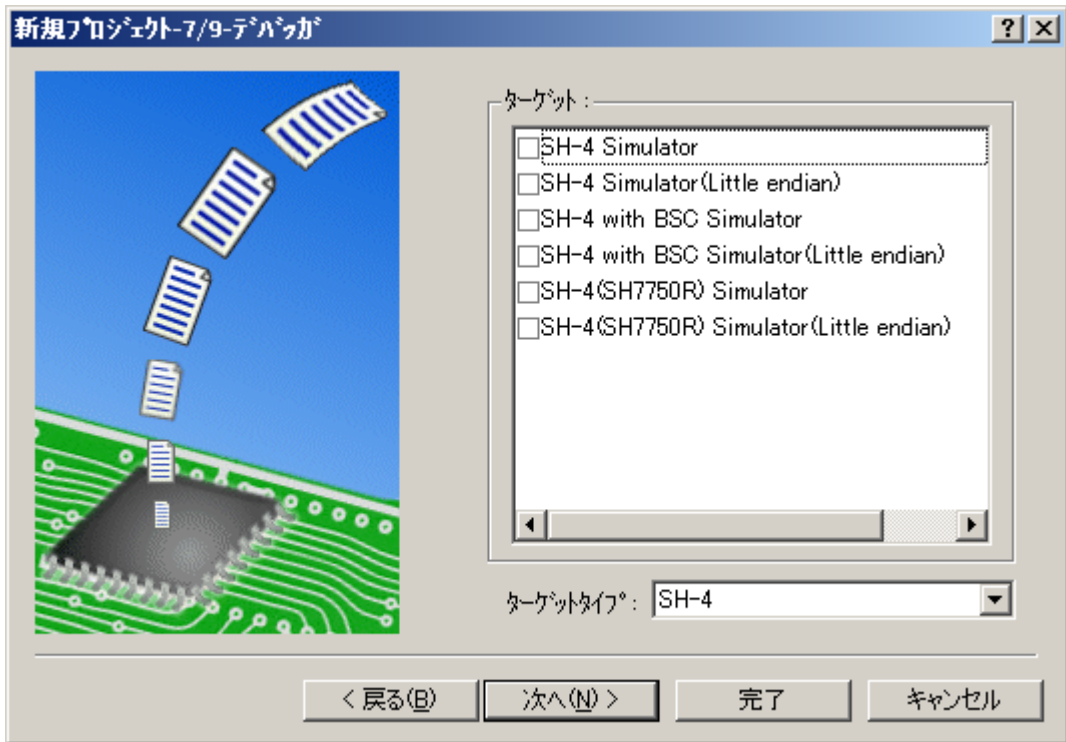 新規ﾌﾟﾛｼﾞｪｸﾄ-7/9-ﾃﾞﾊﾞｯｶﾞ
ﾀｰｹﾞｯﾄ :
SH-4 Simulator
SH-4 Simulator(Little endian)
SH-4 with BSC Simulator
SH-4 with BSC Simulator(Little endian)
SH-4(SH7750R) Simulator
SH-4(SH7750R) Simulator(Little endian)
ﾀｰｹﾞｯﾄﾀｲﾌﾟ : SH-4
< 戻る(B) 次へ(N) > 完了 キャンセル